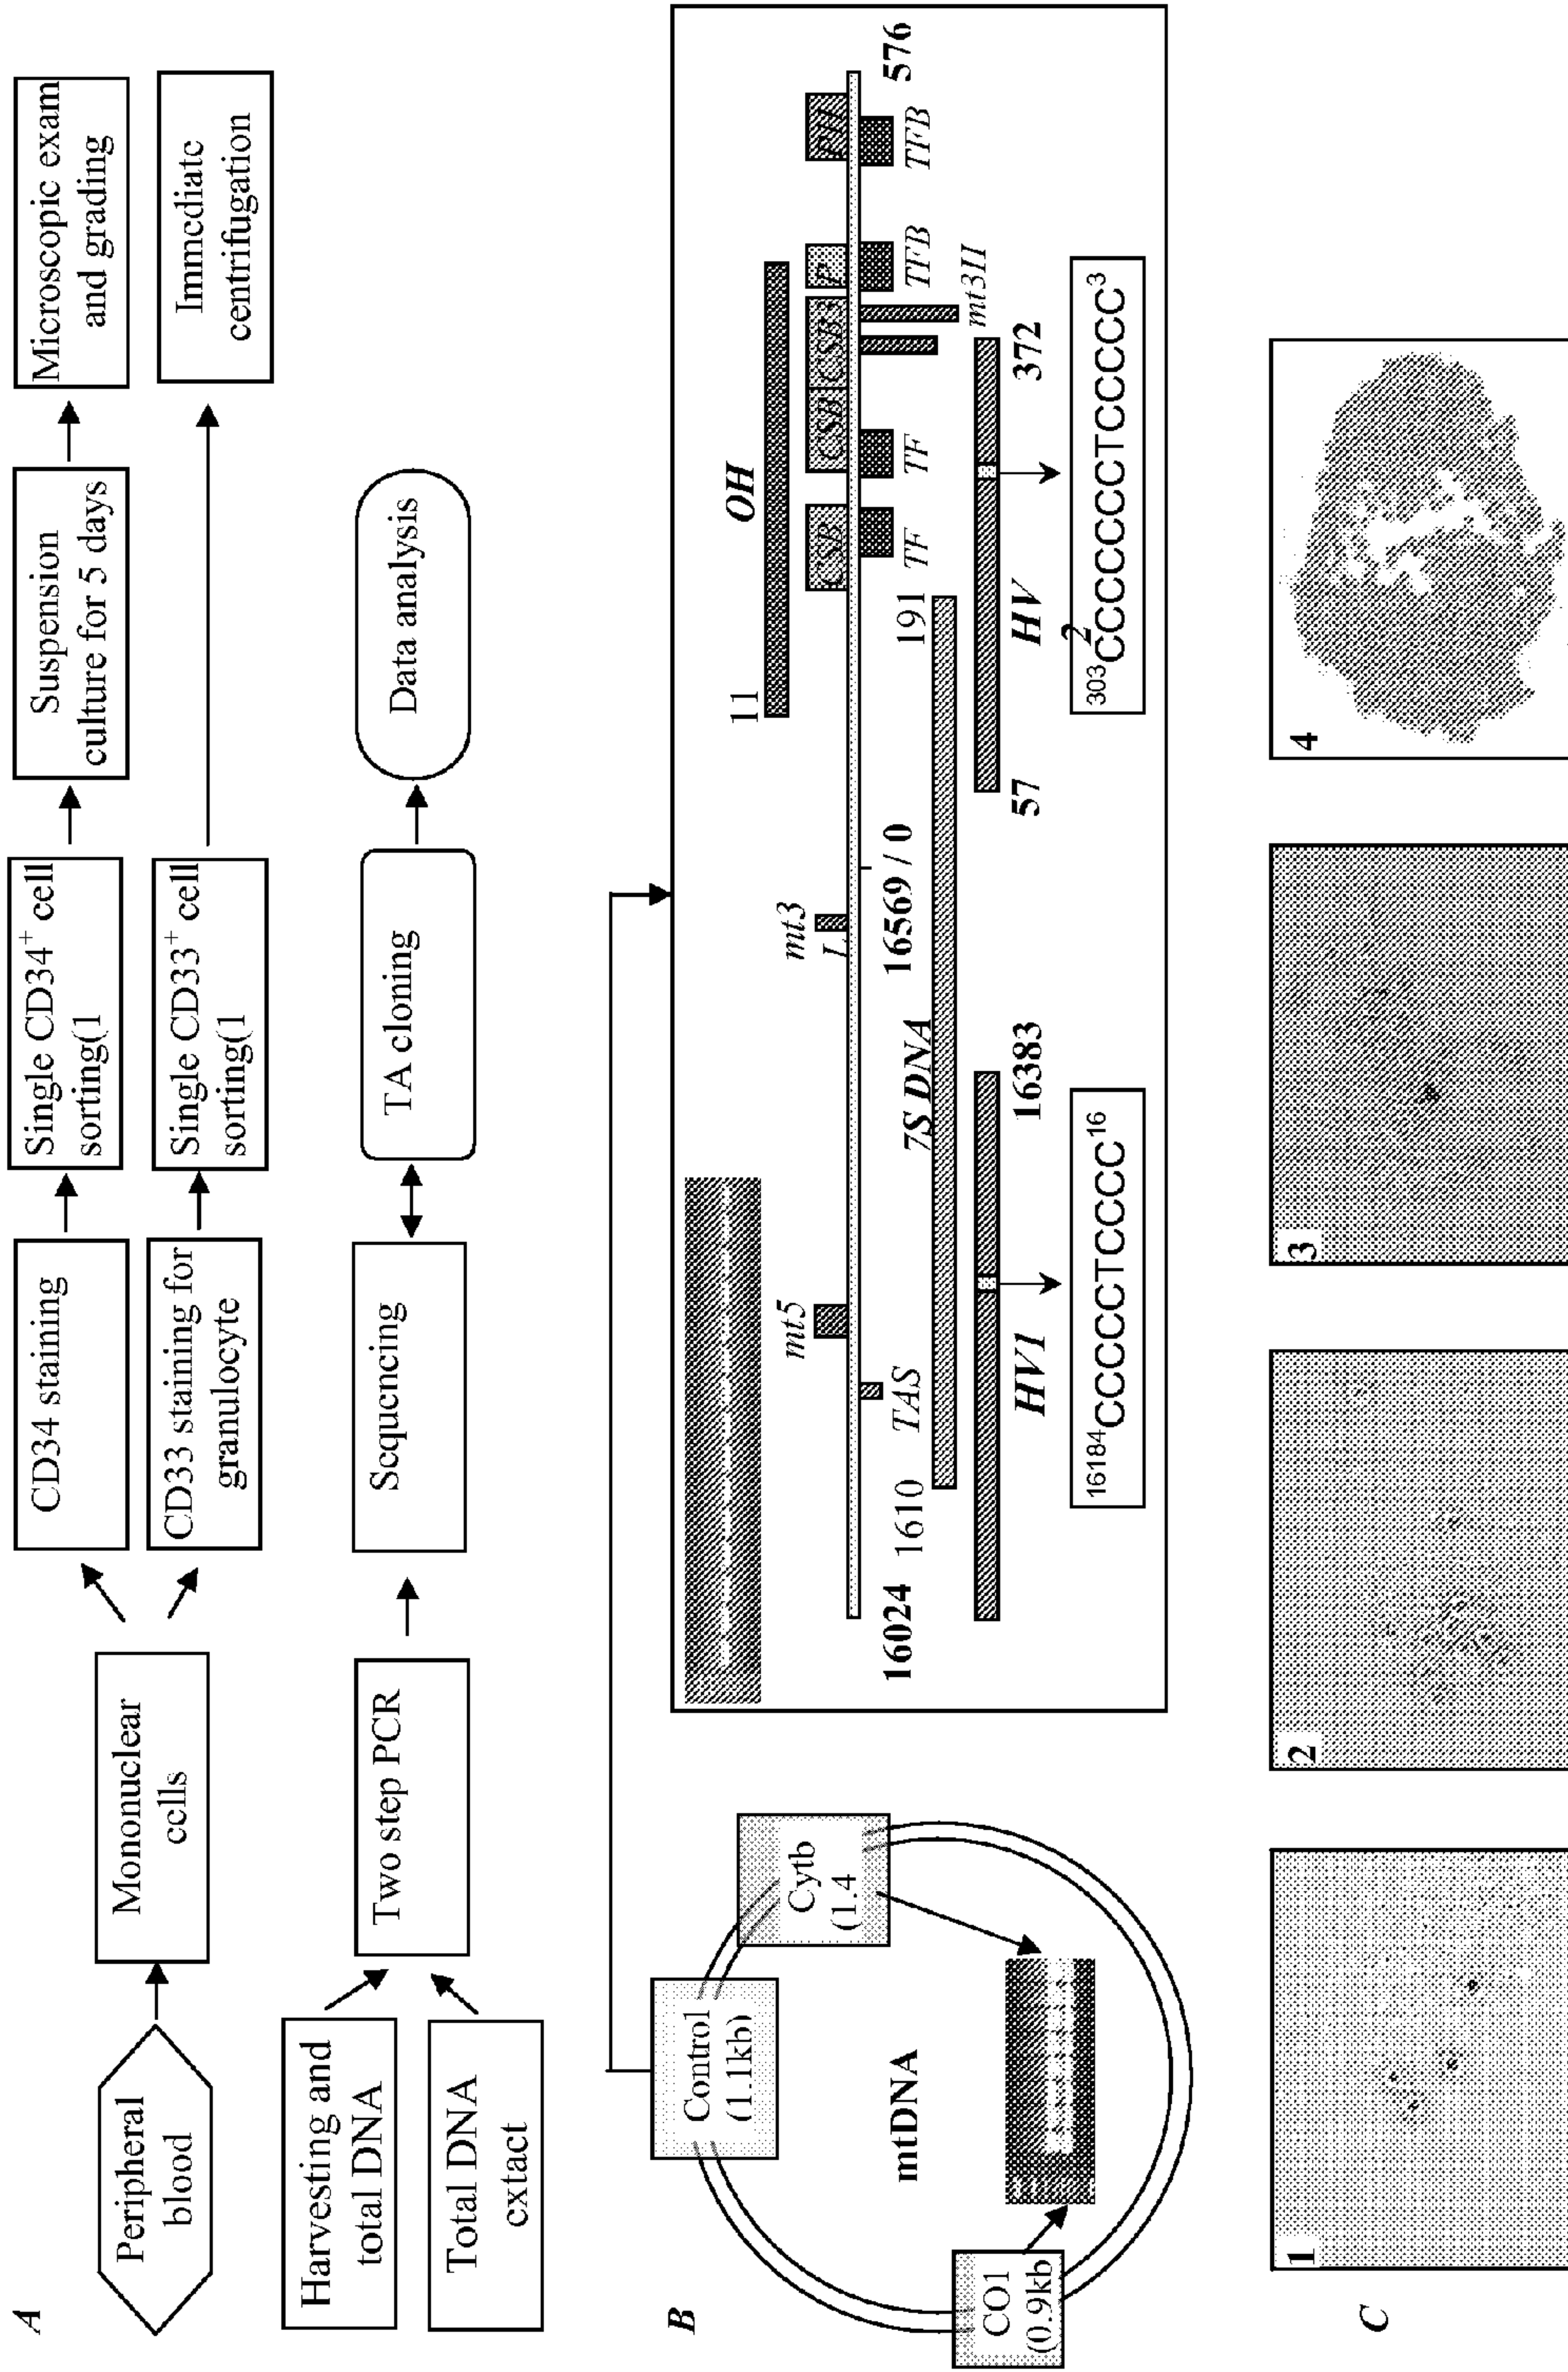 A
Peripheral
blood
Mononuclear
cells
CD34 staining
CD33 staining for
granulocyte
Single CD34+ cell
sorting(1
Single CD33+ cell
sorting(1
Suspension
culture for 5 days
Microscopic exam
and grading
Immediate
centrifugation
Harvesting and
total DNA
Total DNA
extact
Two step PCR
Sequencing
TA cloning
Data analysis
B
Control
(1.1kb)
Cytb
(1.4
CO1
(0.9kb
mtDNA
OH
11
mt5
mt3
L
CSB
CSB
CSB3
P
PH
16024
TAS
16569 / 0
TF
TF
TFB
TFB
576
mt3H
1610
7S DNA
191
HV1
16383
57
HV
372
16184CCCCCTCCCC16
303CCCCCCCTCCCCC3
2
C
1
2
3
4